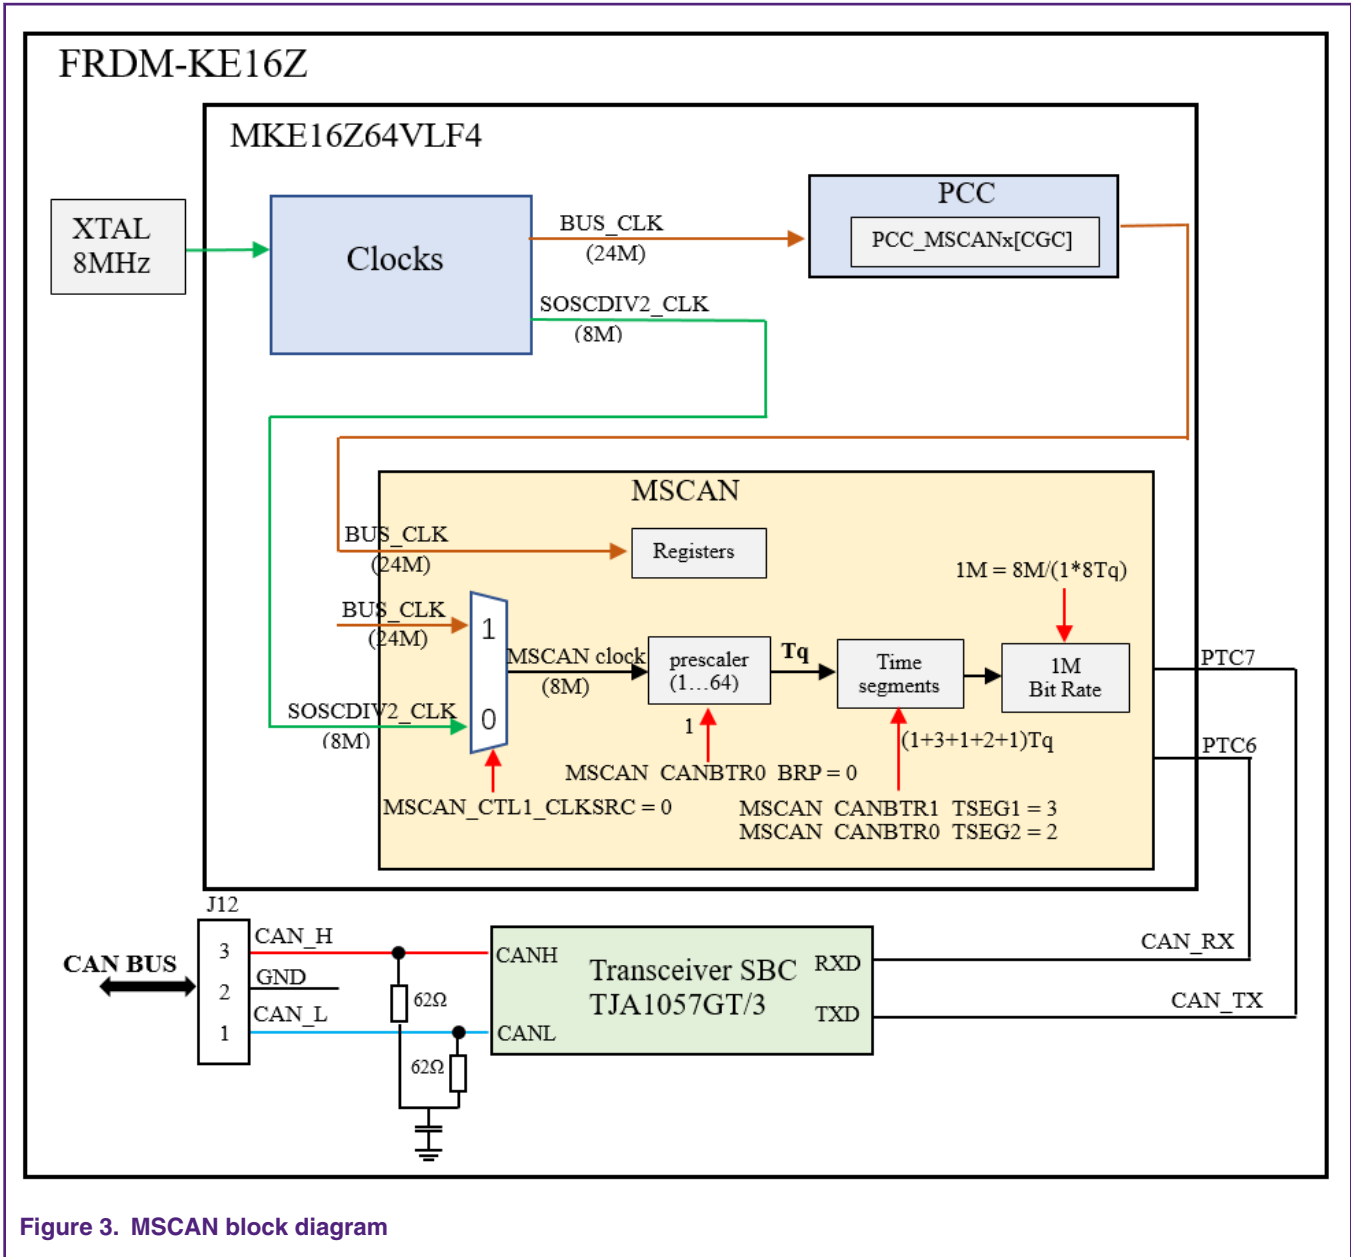 FRDM-KE16Z
MKE16Z64VLF4
XTAL
8MHz
Clocks
BUS_CLK
(24M)
PCC
PCC_MSCANx[CGC]
SOSCDIV2_CLK
(8M)
MSCAN
BUS_CLK
(24M)
Registers
BUS_CLK
(24M)
1
0
SOSCDIV2_CLK
(8M)
MSCAN clock
(8M)
prescaler
(1...64)
Tq
Time
segments
1M = 8M/(1*8Tq)
1M
Bit Rate
1
(1+3+1+2+1)Tq
MSCAN CANBTR0 BRP = 0
MSCAN_CTL1_CLKSRC = 0
MSCAN CANBTR1 TSEG1 = 3
MSCAN CANBTR0 TSEG2 = 2
PTC7
PTC6
J12
CAN BUS
3
2
1
CAN_H
GND
CAN_L
62Ω
62Ω
CANH
CANL
Transceiver SBC
TJA1057GT/3
RXD
TXD
CAN_RX
CAN_TX
Figure 3. MSCAN block diagram